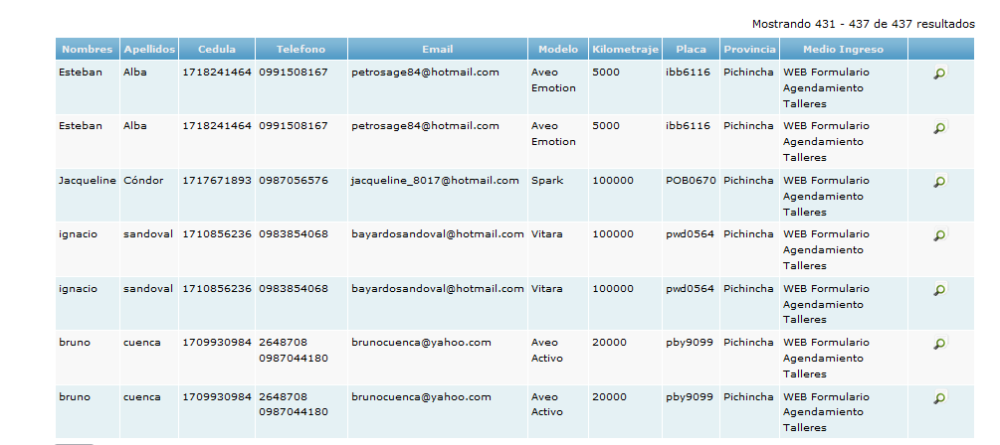 Mostrando 431 - 437 de 437 resultados
Nombres Apellidos Cedula Telefono Email Modelo Kilometraje Placa Provincia Medio Ingreso
Esteban Alba 1718241464 0991508167 petrosage84@hotmail.com Aveo 5000 ibb6116 Pichincha WEB Formulario
Emotion Agendamiento
Talleres
Esteban Alba 1718241464 0991508167 petrosage84@hotmail.com Aveo 5000 ibb6116 Pichincha WEB Formulario
Emotion Agendamiento
Talleres
Jacqueline Cóndor 1717671893 0987056576 jacqueline_8017@hotmail.com Spark 100000 POB0670 Pichincha WEB Formulario
Agendamiento
Talleres
ignacio sandoval 1710856236 0983854068 bayardosandoval@hotmail.com Vitara 100000 pwd0564 Pichincha WEB Formulario
Agendamiento
Talleres
ignacio sandoval 1710856236 0983854068 bayardosandoval@hotmail.com Vitara 100000 pwd0564 Pichincha WEB Formulario
Agendamiento
Talleres
bruno cuenca 1709930984 2648708 brunocuenca@yahoo.com Aveo 20000 pby9099 Pichincha WEB Formulario
0987044180 Activo Agendamiento
Talleres
bruno cuenca 1709930984 2648708 brunocuenca@yahoo.com Aveo 20000 pby9099 Pichincha WEB Formulario
0987044180 Activo Agendamiento
Talleres